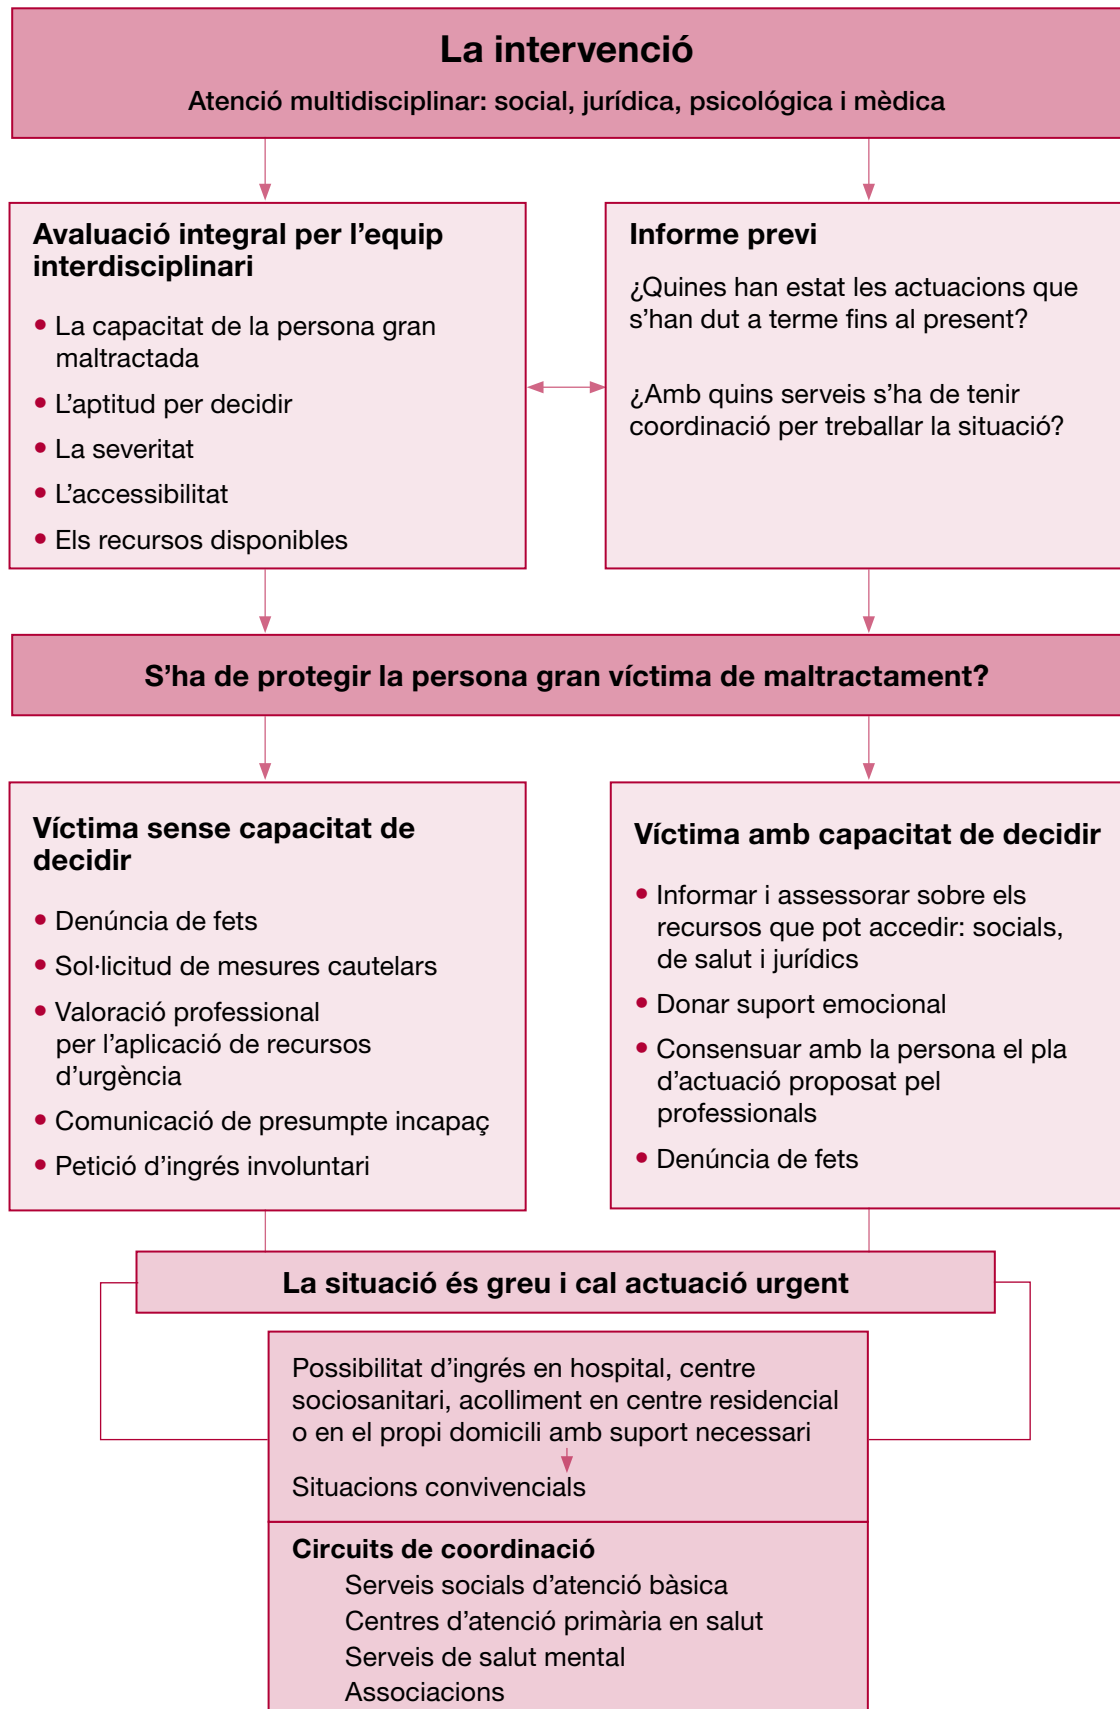 La intervenció
Atenció multidisciplinar: social, jurídica, psicològica i mèdica
Avaluació integral per l’equip
interdisciplinari
• La capacitat de la persona gran
maltractada
• L’aptitud per decidir
• La severitat
• L’accessibilitat
• Els recursos disponibles
Informe previ
¿Quines han estat les actuacions que
s’han dut a terme fins al present?
¿Amb quins serveis s’ha de tenir
coordinació per treballar la situació?
S’ha de protegir la persona gran víctima de maltractament?
Víctima sense capacitat de
decidir
• Denúncia de fets
• Sol·licitud de mesures cautelars
• Valoració professional
per l’aplicació de recursos
d’urgència
• Comunicació de presumpte incapaç
• Petició d’ingrés involuntari
Víctima amb capacitat de decidir
• Informar i assessorar sobre els
recursos que pot accedir: socials,
de salut i jurídics
• Donar suport emocional
• Consensuar amb la persona el pla
d’actuació proposat pel
professionals
• Denúncia de fets
La situació és greu i cal actuació urgent
Possibilitat d’ingrés en hospital, centre
sociosanitari, acolliment en centre residencial
o en el propi domicili amb suport necessari
Situacions convivencials
Circuits de coordinació
Serveis socials d’atenció bàsica
Centres d’atenció primària en salut
Serveis de salut mental
Associacions